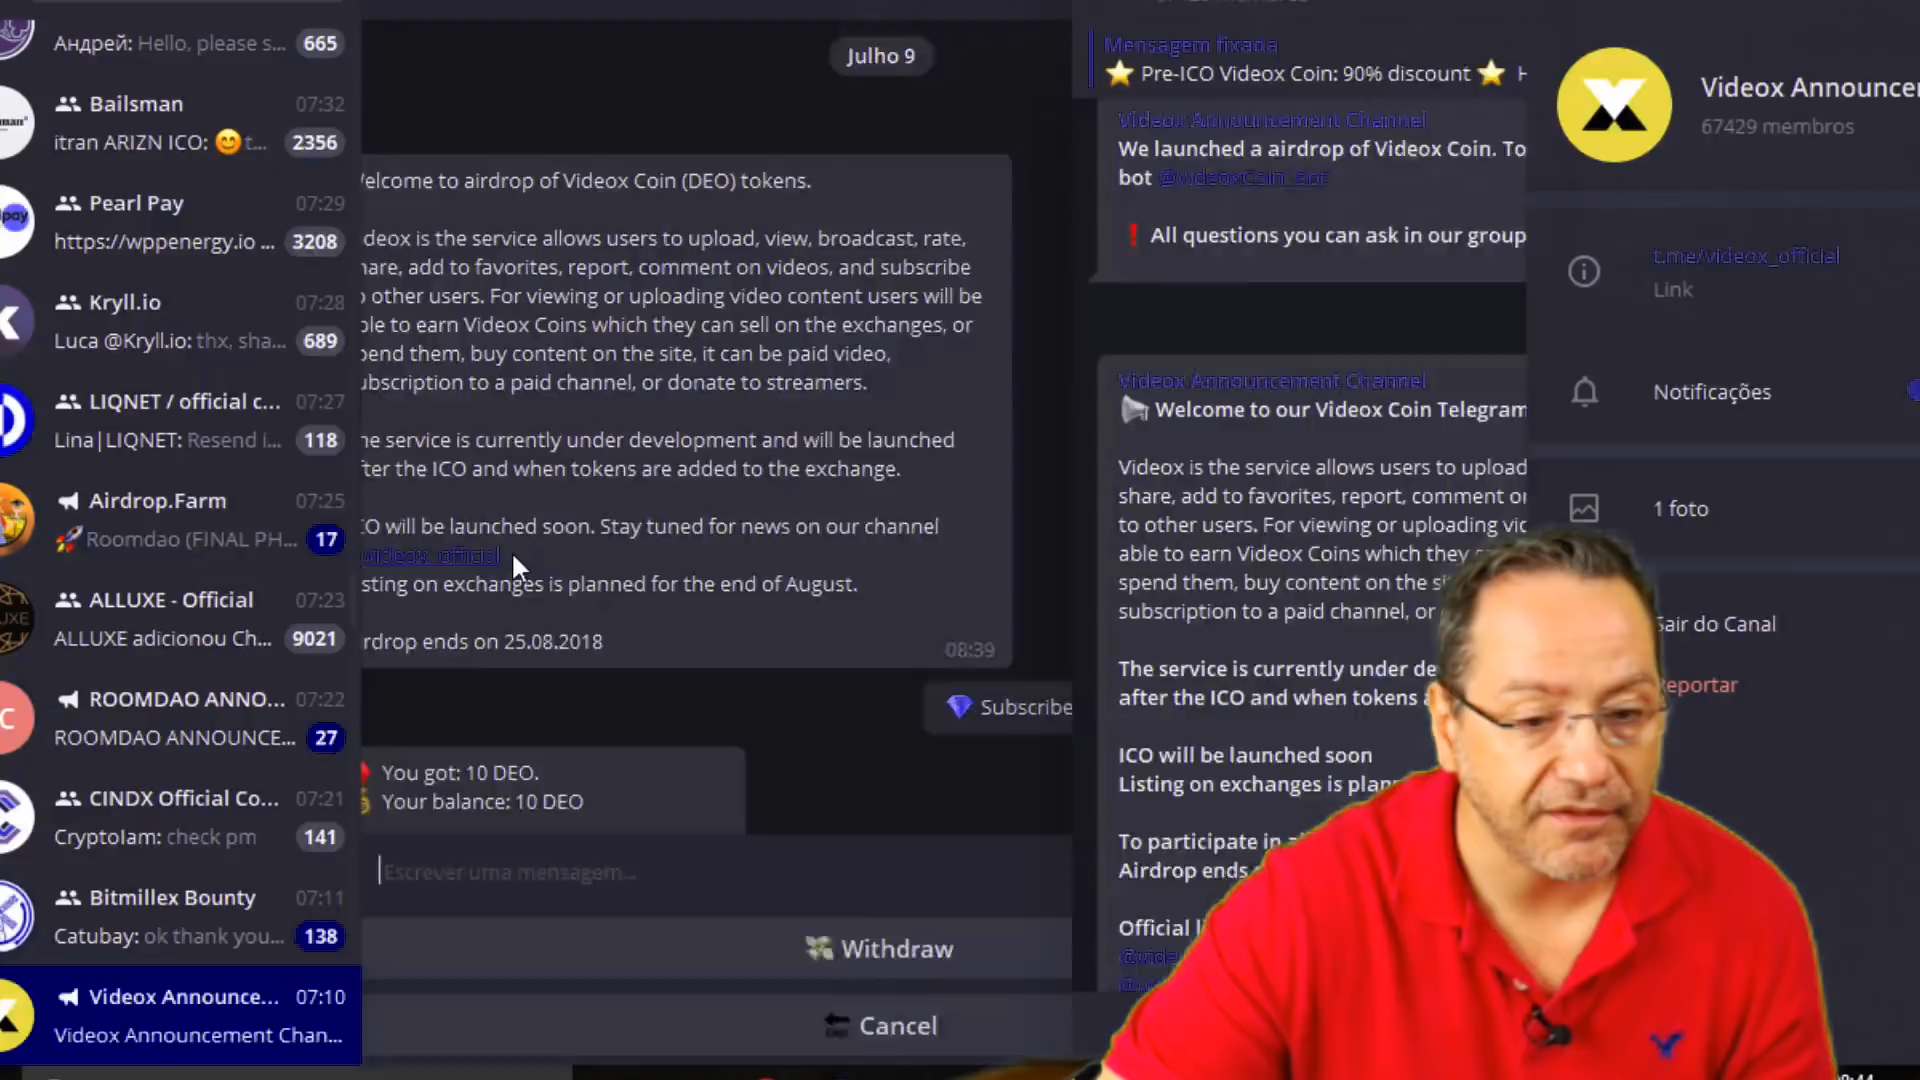 Андрей: Hello, please s... 665
Bailsman 07:32
itran ARIZN ICO: 😊 t... 2356
Pearl Pay 07:29
https://wppenergy.io ... 3208
Kryll.io 07:28
Luca @Kryll.io: thx, sha... 689
LIQNET / official c... 07:27
Lina|LIQNET: Resend i... 118
Airdrop.Farm 07:25
🚀 Roomdao (FINAL PH... 17
ALLUXE - Official 07:23
ALLUXE adicionou Ch... 9021
ROOMDAO ANNO... 07:22
ROOMDAO ANNOUNCE... 27
CINDX Official Co... 07:21
CryptoIam: check pm 141
Bitmillex Bounty 07:11
Catubay: ok thank you... 138
Videox Announce... 07:10
Videox Announcement Chan...
Julho 9
elcome to airdrop of Videox Coin (DEO) tokens.
deox is the service allows users to upload, view, broadcast, rate,
are, add to favorites, report, comment on videos, and subscribe
other users. For viewing or uploading video content users will be
ble to earn Videox Coins which they can sell on the exchanges, or
pend them, buy content on the site, it can be paid video,
ubscription to a paid channel, or donate to streamers.
he service is currently under development and will be launched
fter the ICO and when tokens are added to the exchange.
CO will be launched soon. Stay tuned for news on our channel
videox_official
sting on exchanges is planned for the end of August.
rdrop ends on 25.08.2018
08:39
💎 Subscribe
You got: 10 DEO.
Your balance: 10 DEO
Escrever uma mensagem...
💸 Withdraw
Cancel
Mensagem fixada
⭐ Pre-ICO Videox Coin: 90% discount ⭐ H
Videox Announcement Channel
We launched a airdrop of Videox Coin. To
bot @videoxCoin_Bot
❗ All questions you can ask in our group
Videox Announcement Channel
📢 Welcome to our Videox Coin Telegram
Videox is the service allows users to upload
share, add to favorites, report, comment on
to other users. For viewing or uploading vic
able to earn Videox Coins which they
spend them, buy content on the si
subscription to a paid channel, or
The service is currently under de
after the ICO and when tokens
ICO will be launched soon
Listing on exchanges is plan
To participate in
Airdrop ends
Official
Videox Announcer
67429 membros
t.me/videox_official
Link
Notificações
1 foto
Sair do Canal
Reportar